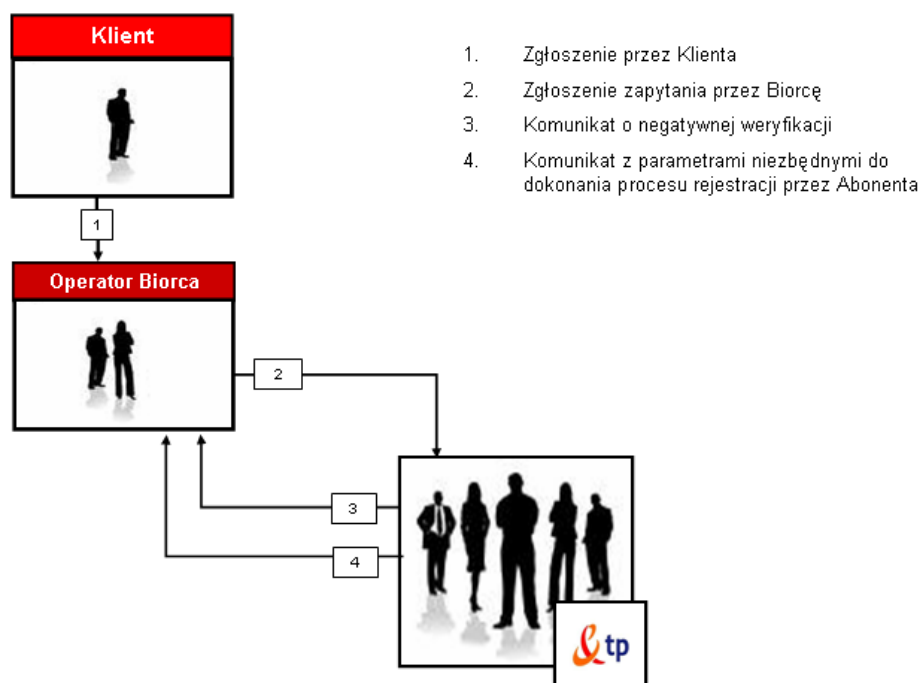 Klient
1. Zgłoszenie przez Klienta
2. Zgłoszenie zapytania przez Biorcę
3. Komunikat o negatywnej weryfikacji
4. Komunikat z parametrami niezbędnymi do
dokonania procesu rejestracji przez Abonenta
1
Operator Biorca
2
3
4
tp